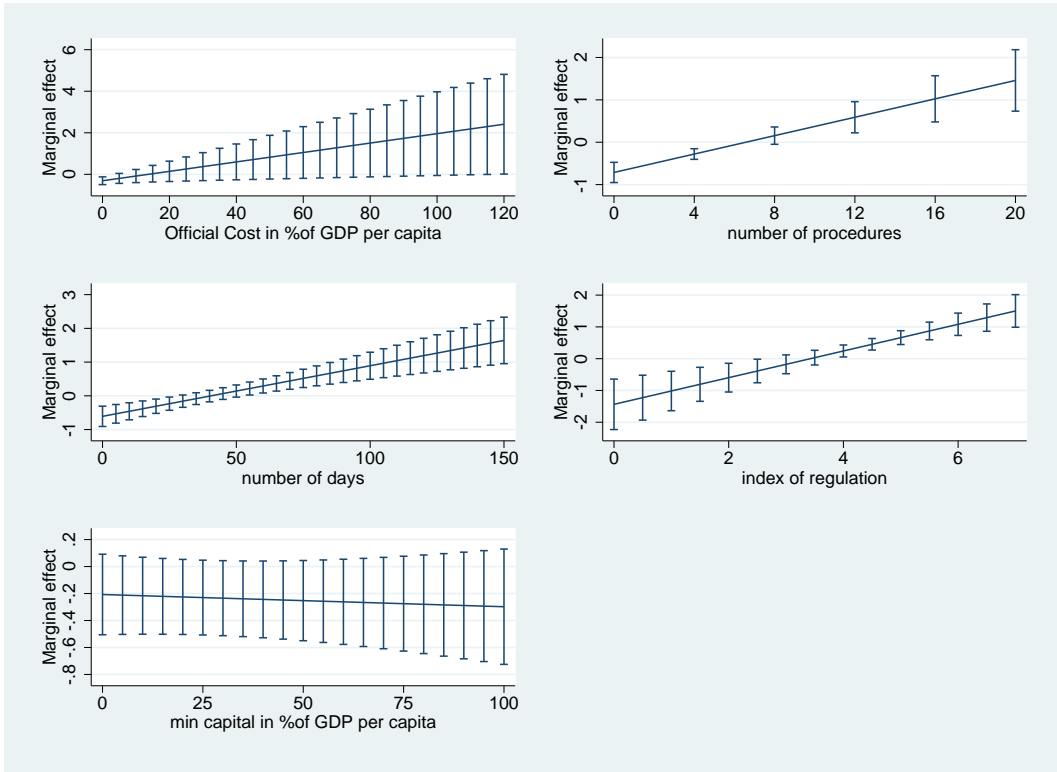 Marginal effect
6
4
2
0
0 20 40 60 80 100 120
Official Cost in %of GDP per capita
Marginal effect
2
1
0
-1
0 4 8 12 16 20
number of procedures
Marginal effect
3
2
1
0
-1
0 50 100 150
number of days
Marginal effect
2
1
0
-1
-2
0 2 4 6
index of regulation
Marginal effect
.2
0
-.2
-.4
-.6
-.8
0 25 50 75 100
min capital in %of GDP per capita